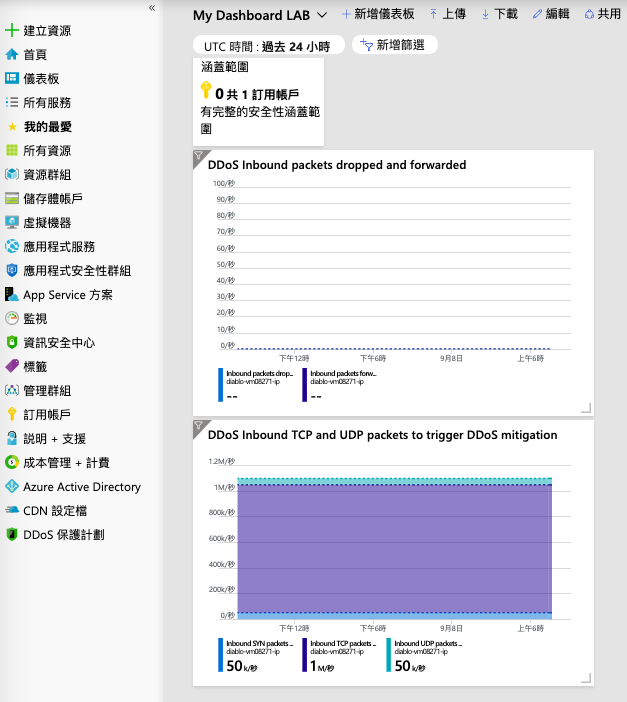 «
建立資源
首頁
儀表板
所有服務
我的最愛
所有資源
資源群組
儲存體帳戶
虛擬機器
應用程式服務
應用程式安全性群組
App Service 方案
監視
資訊安全中心
標籤
管理群組
訂用帳戶
說明 + 支援
成本管理 + 計費
Azure Active Directory
CDN 設定檔
DDoS 保護計劃
My Dashboard LAB
新增儀表板
上傳
下載
編輯
共用
UTC 時間 : 過去 24 小時
新增篩選
涵蓋範圍
0 共 1 訂用帳戶
有完整的安全性涵蓋範
圍
DDoS Inbound packets dropped and forwarded
100/秒
90/秒
80/秒
70/秒
60/秒
50/秒
40/秒
30/秒
20/秒
10/秒
0/秒
下午12時 下午6時 9月8日 上午6時
Inbound packets drop...
diablo-vm08271-ip
--
Inbound packets forw...
diablo-vm08271-ip
--
DDoS Inbound TCP and UDP packets to trigger DDoS mitigation
1.2M/秒
1M/秒
800k/秒
600k/秒
400k/秒
200k/秒
0/秒
下午12時 下午6時 9月8日 上午6時
Inbound SYN packets ...
diablo-vm08271-ip
50 k/秒
Inbound TCP packets ...
diablo-vm08271-ip
1 M/秒
Inbound UDP packets ...
diablo-vm08271-ip
50 k/秒